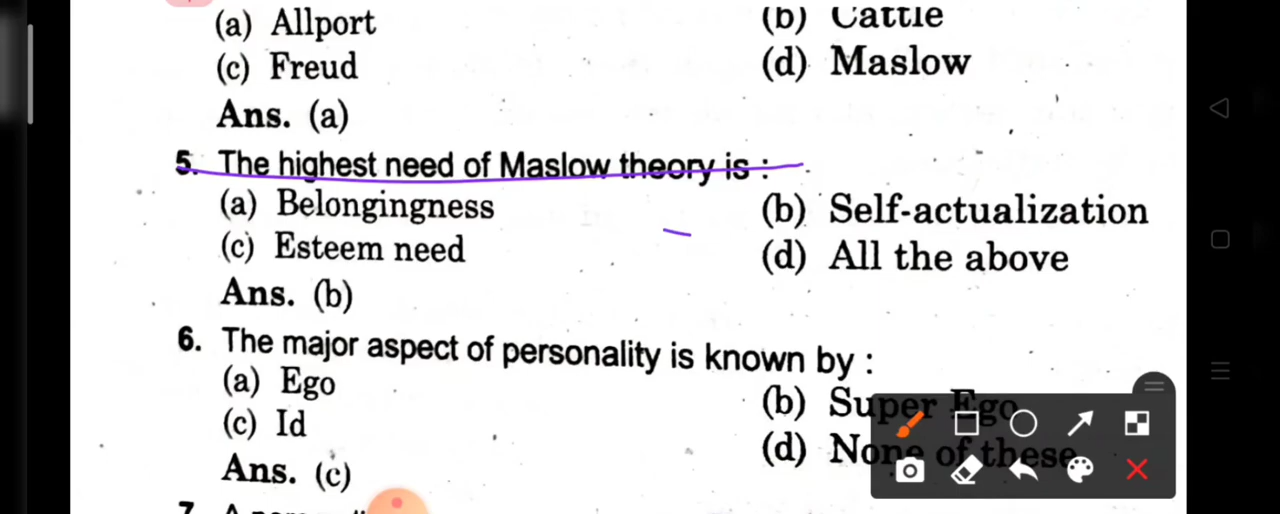 (a) Allport
(b) Cattle
(c) Freud
(d) Maslow
Ans. (a)
5. The highest need of Maslow theory is :
(a) Belongingness
(b) Self-actualization
(c) Esteem need
(d) All the above
Ans. (b)
6. The major aspect of personality is known by :
(a) Ego
(b) Super Ego
(c) Id
(d) None of these
Ans. (c)
7.